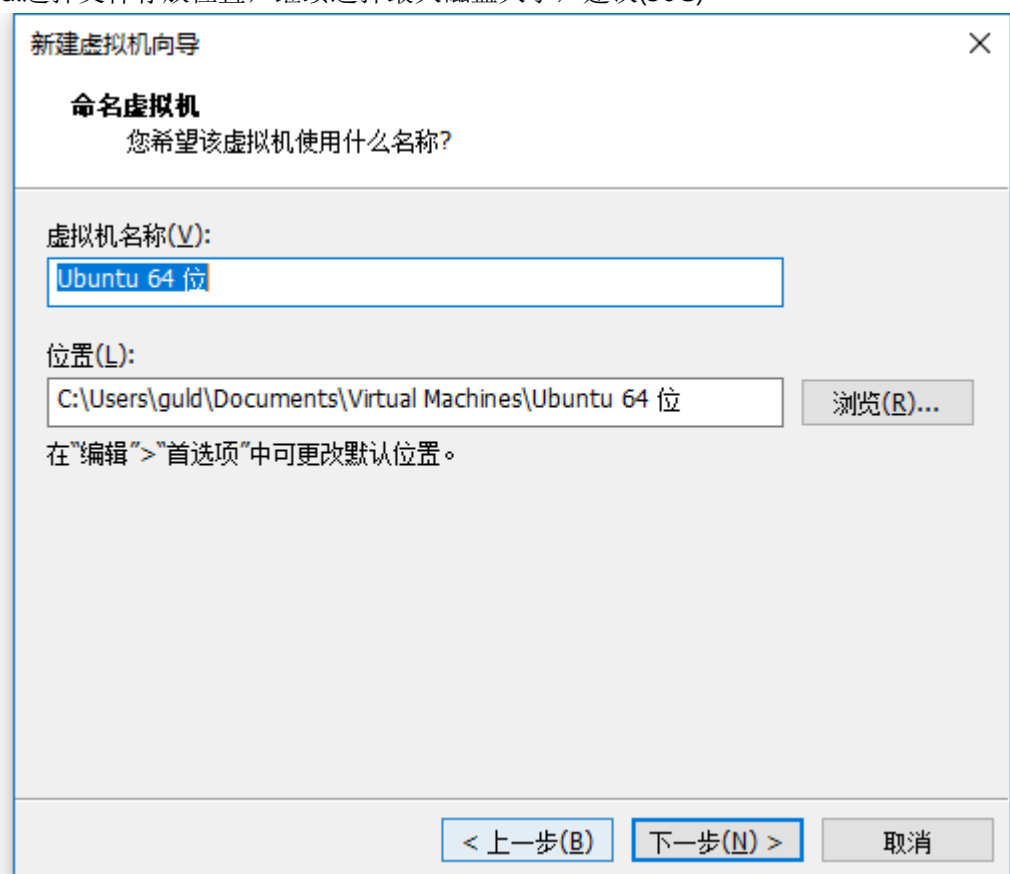 新建虚拟机向导
命名虚拟机
您希望该虚拟机使用什么名称?
虚拟机名称(V):
Ubuntu 64 位
位置(L):
C:\Users\guld\Documents\Virtual Machines\Ubuntu 64 位
浏览(R)...
在"编辑">"首选项"中可更改默认位置。
< 上一步(B)
下一步(N) >
取消